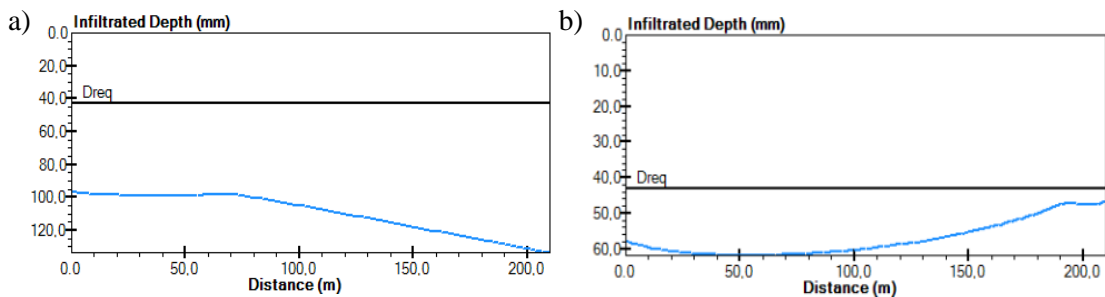 a)
Infiltrated Depth (mm)
0.0
20,0
40,0
60,0
80,0
100,0
120,0
Dreq
0.0 50,0 100,0 150,0 200,0
Distance (m)
b)
Infiltrated Depth (mm)
0.0
10,0
20,0
30,0
40,0
50,0
60,0
Dreq
0.0 50,0 100,0 150,0 200,0
Distance (m)